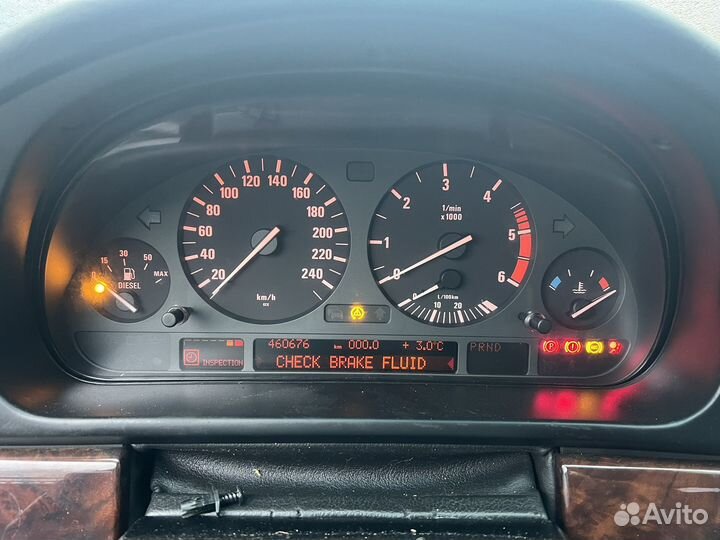 20 40 60 80 100 120 140 160 180 200 220 240
km/h
1 2 3 4 5 6
1/min
x 1000
0 15 30 50 MAX
DIESEL
L/100km
10 20
INSPECTION
460676 km 000.0 + 3.0°C
CHECK BRAKE FLUID
PRND
Avito